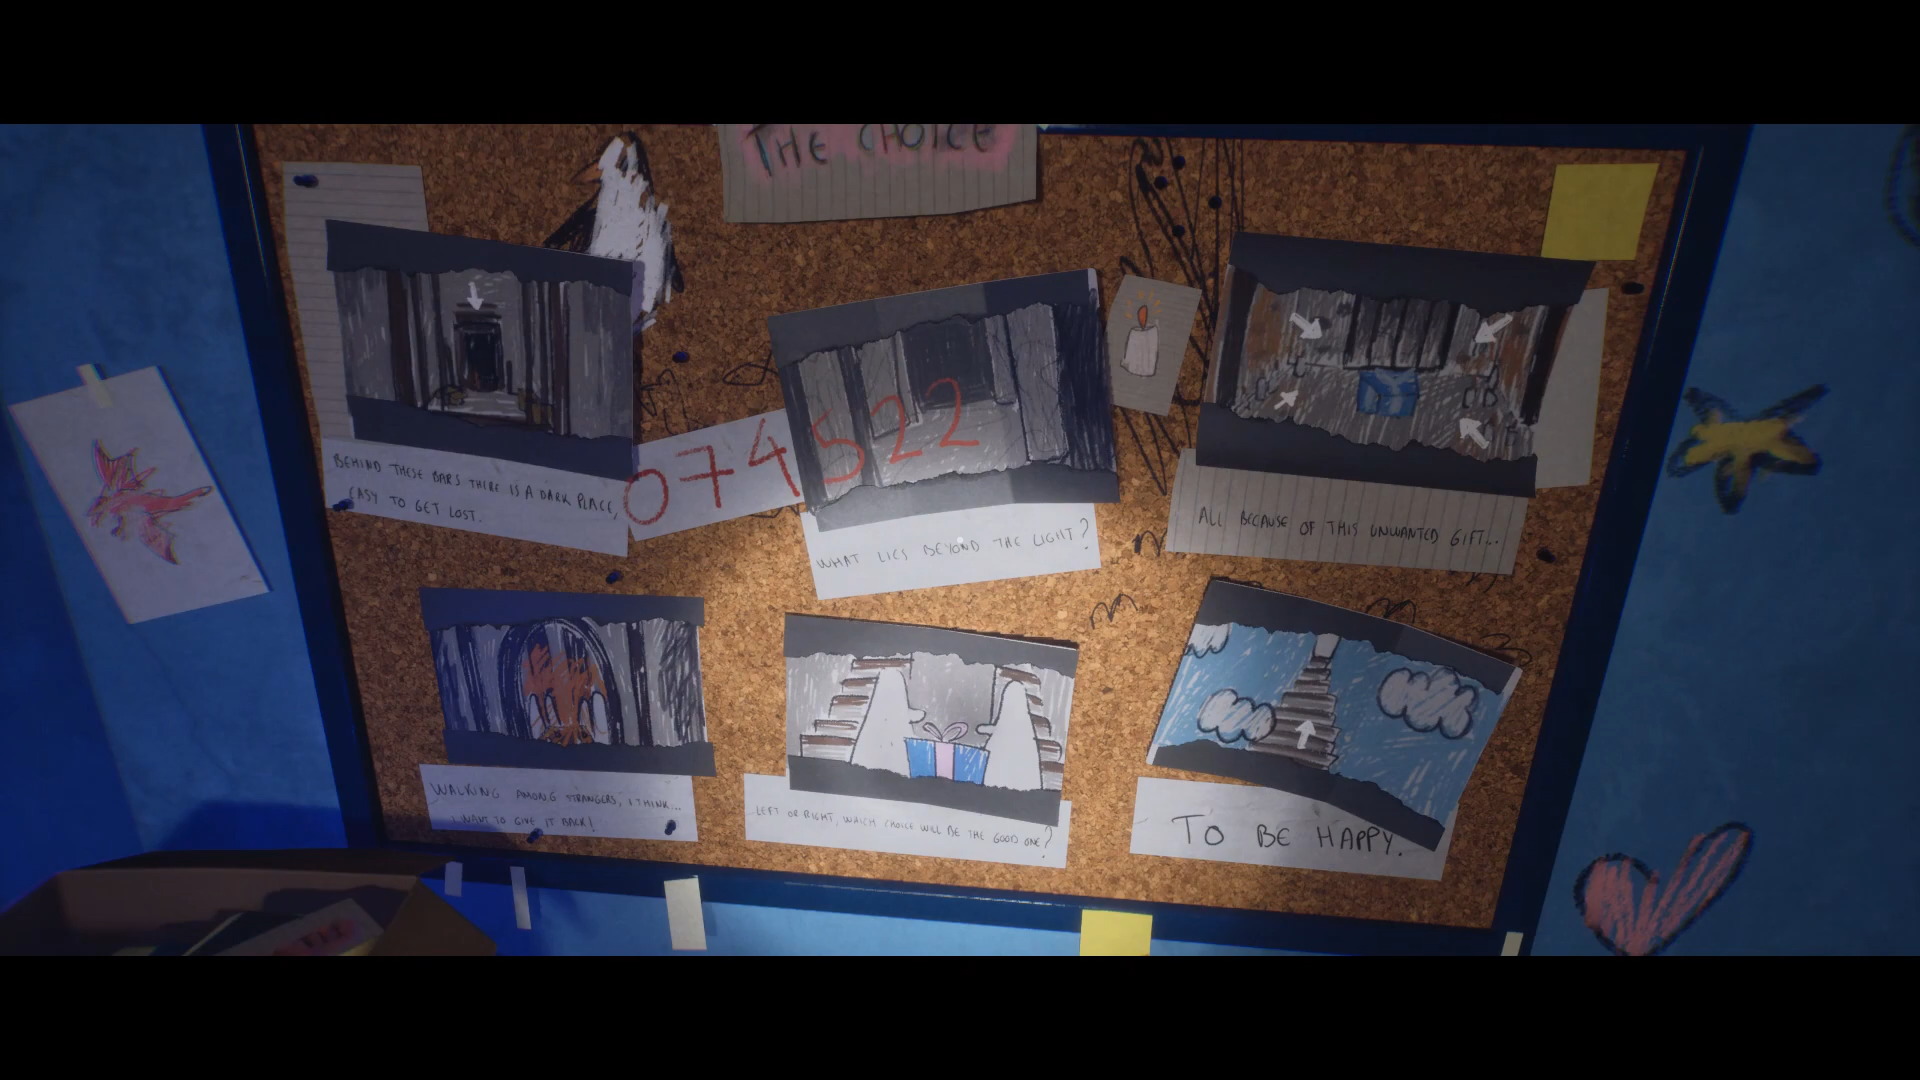 THE CHOICE
BEHIND THESE BARS THERE IS A DARK PLACE,
EASY TO GET LOST.
074522
WHAT LIES BEYOND THE LIGHT?
ALL BECAUSE OF THIS UNWANTED GIFT...
WALKING AMONG STRANGERS, I THINK...
I WANT TO GIVE IT BACK!
LEFT OR RIGHT, WHICH CHOICE WILL BE THE GOOD ONE?
TO BE HAPPY.